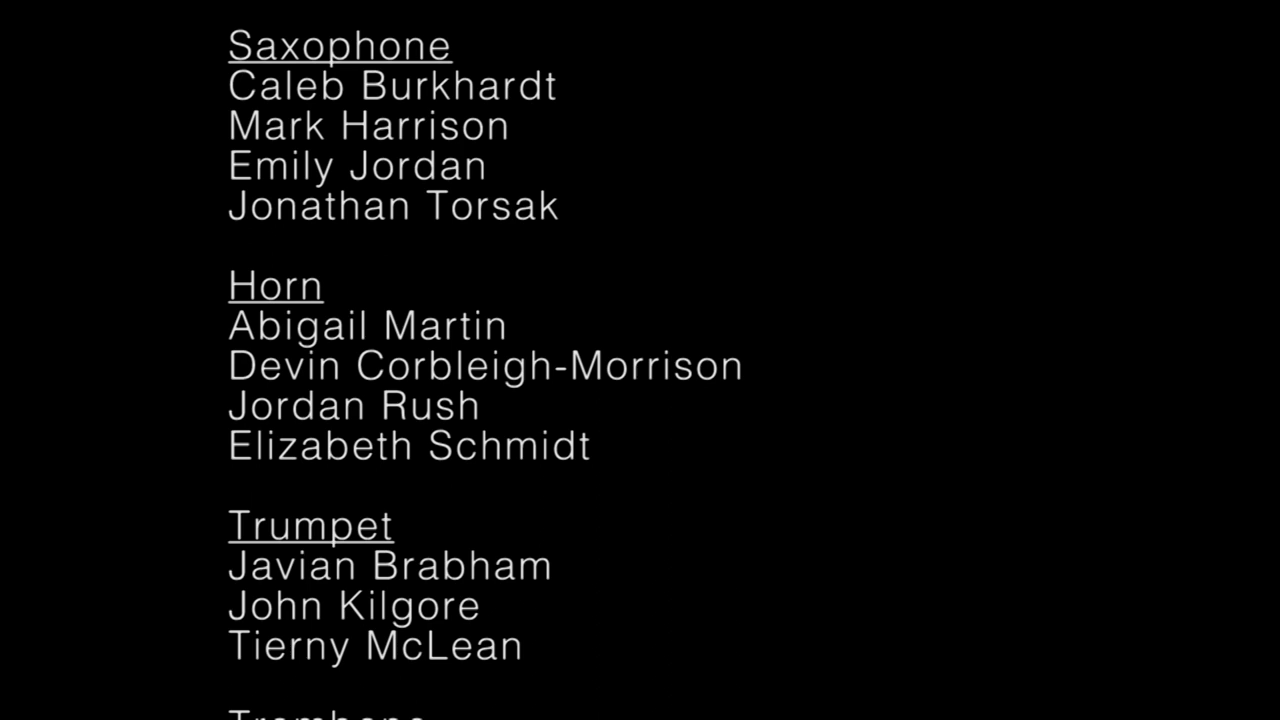 Saxophone
Caleb Burkhardt
Mark Harrison
Emily Jordan
Jonathan Torsak
Horn
Abigail Martin
Devin Corbleigh-Morrison
Jordan Rush
Elizabeth Schmidt
Trumpet
Javian Brabham
John Kilgore
Tierny McLean
Trombone